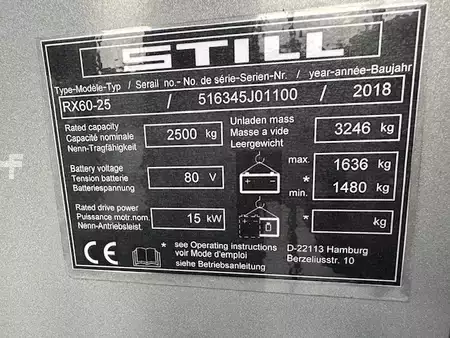 STILL
Type-Modèle-Typ / Serail no.- No. de série-Serien-Nr. / year-année-Baujahr
RX60-25 / 516345J01100 / 2018
Rated capacity
Capacité nominale
Nenn-Tragfähigkeit
2500 kg
Unladen mass
Masse a vide
Leergewicht
3246 kg
Battery voltage
Tension batterie
Batteriespannung
80 V
max. 1636 kg
*
min. 1480 kg
Rated drive power
Puissance motr.nom.
Nenn-Antriebsleist.
15 kW
* kg
CE
* see Operating instructions
voir Mode d'emploi
siehe Betriebsanleitung
D-22113 Hamburg
Berzeliusstr. 10